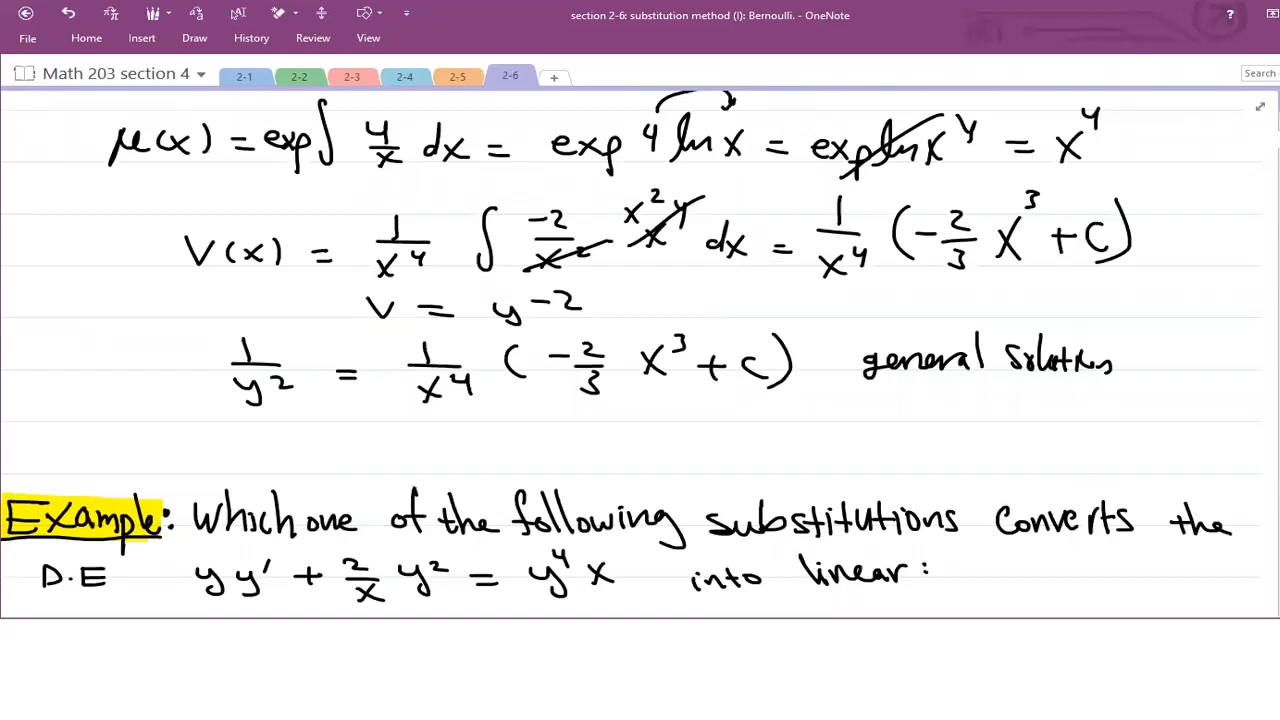 section 2-6: substitution method (I): Bernoulli. - OneNote
?
File Home Insert Draw History Review View
Math 203 section 4
2-1 2-2 2-3 2-4 2-5 2-6 +
Search
μ(x) = exp∫ 4/x dx = exp 4 ln x = exp ln x^4 = x^4
V(x) = 1/x^4 ∫ -2/x^2 x^4 x^2 dx = 1/x^4 (-2/3 x^3 + C)
V = y^-2
1/y^2 = 1/x^4 (-2/3 x^3 + C) general solution
Example: Which one of the following substitutions converts the
D.E y y' + 2/x y^2 = y^4 x into linear: